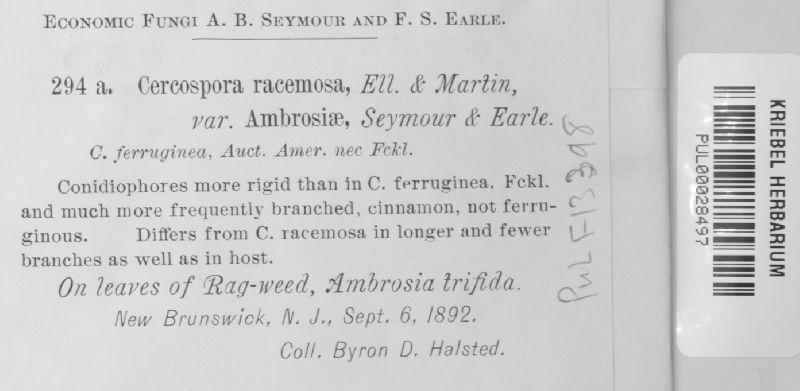 ECONOMIC FUNGI A. B. SEYMOUR AND F. S. EARLE.
294 a. Cercospora racemosa, Ell. & Martin,
var. Ambrosiæ, Seymour & Earle.
C. ferruginea, Auct. Amer. nec Fckl.
Conidiophores more rigid than in C. ferruginea, Fckl.
and much more frequently branched, cinnamon, not ferru-
ginous. Differs from C. racemosa in longer and fewer
branches as well as in host.
On leaves of Rag-weed, Ambrosia trifida.
New Brunswick, N. J., Sept. 6, 1892.
Coll. Byron D. Halsted.
PUL F13398
KRIEBEL HERBARIUM
PUL00028497